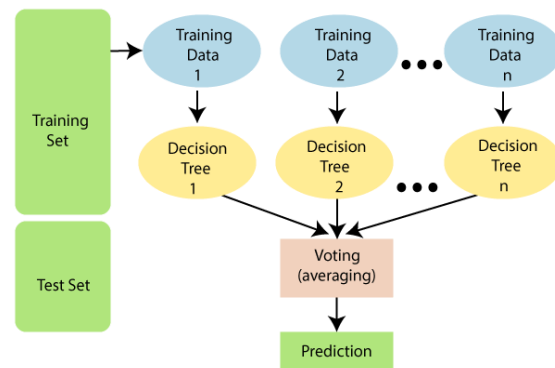 Training
Set
Training
Data
1
Training
Data
2
Training
Data
n
Decision
Tree
1
Decision
Tree
2
Decision
Tree
n
Test Set
Voting
(averaging)
Prediction